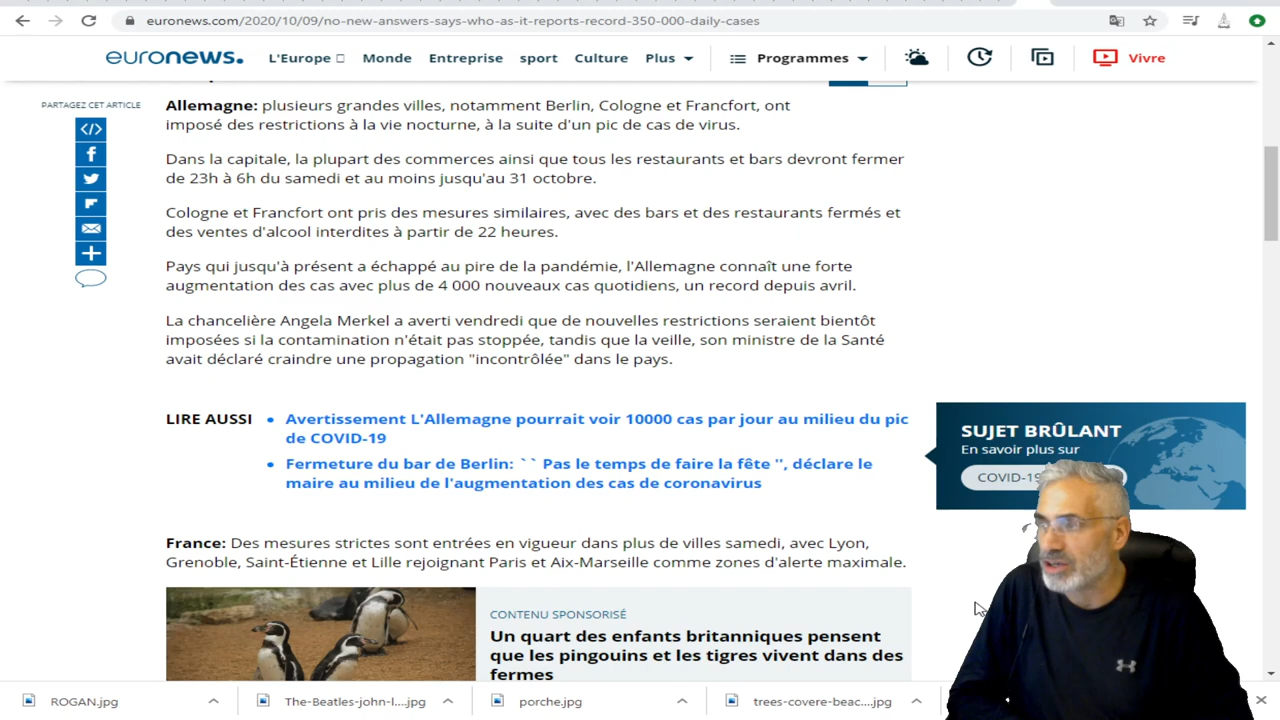 euronews.com/2020/10/09/no-new-answers-says-who-as-it-reports-record-350-000-daily-cases
euronews.
L'Europe
Monde
Entreprise
sport
Culture
Plus
Programmes
Vivre
PARTAGEZ CET ARTICLE
Allemagne: plusieurs grandes villes, notamment Berlin, Cologne et Francfort, ont
imposé des restrictions à la vie nocturne, à la suite d'un pic de cas de virus.
Dans la capitale, la plupart des commerces ainsi que tous les restaurants et bars devront fermer
de 23h à 6h du samedi et au moins jusqu'au 31 octobre.
Cologne et Francfort ont pris des mesures similaires, avec des bars et des restaurants fermés et
des ventes d'alcool interdites à partir de 22 heures.
Pays qui jusqu'à présent a échappé au pire de la pandémie, l'Allemagne connaît une forte
augmentation des cas avec plus de 4 000 nouveaux cas quotidiens, un record depuis avril.
La chancelière Angela Merkel a averti vendredi que de nouvelles restrictions seraient bientôt
imposées si la contamination n'était pas stoppée, tandis que la veille, son ministre de la Santé
avait déclaré craindre une propagation "incontrôlée" dans le pays.
LIRE AUSSI
• Avertissement L'Allemagne pourrait voir 10000 cas par jour au milieu du pic
de COVID-19
• Fermeture du bar de Berlin: `` Pas le temps de faire la fête '', déclare le
maire au milieu de l'augmentation des cas de coronavirus
SUJET BRÛLANT
En savoir plus sur
COVID-19
France: Des mesures strictes sont entrées en vigueur dans plus de villes samedi, avec Lyon,
Grenoble, Saint-Étienne et Lille rejoignant Paris et Aix-Marseille comme zones d'alerte maximale.
CONTENU SPONSORISÉ
Un quart des enfants britanniques pensent
que les pingouins et les tigres vivent dans des
fermes
ROGAN.jpg
The-Beatles-john-l....jpg
porche.jpg
trees-covere-beac....jpg